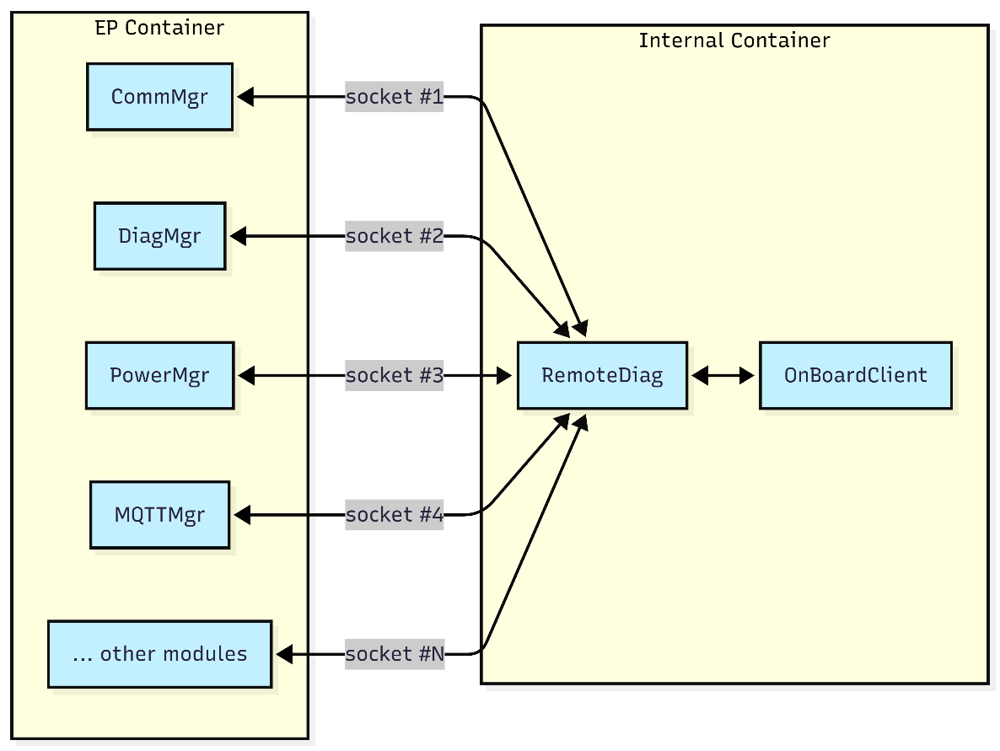 EP Container
Internal Container
CommMgr
socket #1
DiagMgr
socket #2
PowerMgr
socket #3
RemoteDiag
OnBoardClient
MQTTMgr
socket #4
... other modules
socket #N